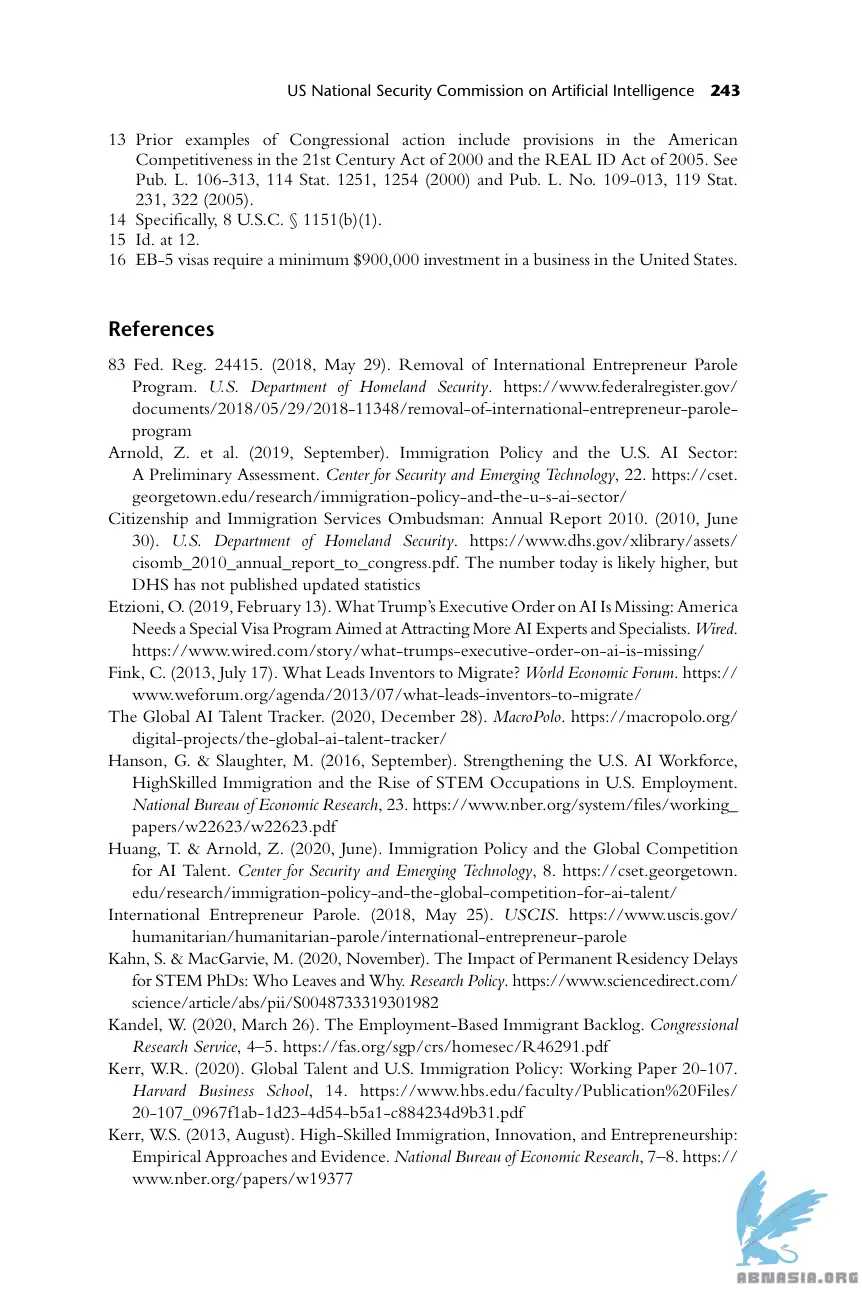 US National Security Commission on Artificial Intelligence 243
13 Prior examples of Congressional action include provisions in the American
Competitiveness in the 21st Century Act of 2000 and the REAL ID Act of 2005. See
Pub. L. 106-313, 114 Stat. 1251, 1254 (2000) and Pub. L. No. 109-013, 119 Stat.
231, 322 (2005).
14 Specifically, 8 U.S.C. § 1151(b)(1).
15 Id. at 12.
16 EB-5 visas require a minimum $900,000 investment in a business in the United States.
References
83 Fed. Reg. 24415. (2018, May 29). Removal of International Entrepreneur Parole
Program. U.S. Department of Homeland Security. https://www.federalregister.gov/
documents/2018/05/29/2018-11348/removal-of-international-entrepreneur-parole-
program
Arnold, Z. et al. (2019, September). Immigration Policy and the U.S. AI Sector:
A Preliminary Assessment. Center for Security and Emerging Technology, 22. https://cset.
georgetown.edu/research/immigration-policy-and-the-u-s-ai-sector/
Citizenship and Immigration Services Ombudsman: Annual Report 2010. (2010, June
30). U.S. Department of Homeland Security. https://www.dhs.gov/xlibrary/assets/
cisomb_2010_annual_report_to_congress.pdf. The number today is likely higher, but
DHS has not published updated statistics
Etzioni, O. (2019, February 13). What Trump's Executive Order on AI Is Missing: America
Needs a Special Visa Program Aimed at Attracting More AI Experts and Specialists. Wired.
https://www.wired.com/story/what-trumps-executive-order-on-ai-is-missing/
Fink, C. (2013, July 17). What Leads Inventors to Migrate? World Economic Forum. https://
www.weforum.org/agenda/2013/07/what-leads-inventors-to-migrate/
The Global AI Talent Tracker. (2020, December 28). MacroPolo. https://macropolo.org/
digital-projects/the-global-ai-talent-tracker/
Hanson, G. & Slaughter, M. (2016, September). Strengthening the U.S. AI Workforce,
HighSkilled Immigration and the Rise of STEM Occupations in U.S. Employment.
National Bureau of Economic Research, 23. https://www.nber.org/system/files/working_
papers/w22623/w22623.pdf
Huang, T. & Arnold, Z. (2020, June). Immigration Policy and the Global Competition
for AI Talent. Center for Security and Emerging Technology, 8. https://cset.georgetown.
edu/research/immigration-policy-and-the-global-competition-for-ai-talent/
International Entrepreneur Parole. (2018, May 25). USCIS. https://www.uscis.gov/
humanitarian/humanitarian-parole/international-entrepreneur-parole
Kahn, S. & MacGarvie, M. (2020, November). The Impact of Permanent Residency Delays
for STEM PhDs: Who Leaves and Why. Research Policy. https://www.sciencedirect.com/
science/article/abs/pii/S0048733319301982
Kandel, W. (2020, March 26). The Employment-Based Immigrant Backlog. Congressional
Research Service, 4–5. https://fas.org/sgp/crs/homesec/R46291.pdf
Kerr, W.R. (2020). Global Talent and U.S. Immigration Policy: Working Paper 20-107.
Harvard Business School, 14. https://www.hbs.edu/faculty/Publication%20Files/
20-107_0967f1ab-1d23-4d54-b5a1-c884234d9b31.pdf
Kerr, W.S. (2013, August). High-Skilled Immigration, Innovation, and Entrepreneurship:
Empirical Approaches and Evidence. National Bureau of Economic Research, 7–8. https://
www.nber.org/papers/w19377
ABNASIA.ORG